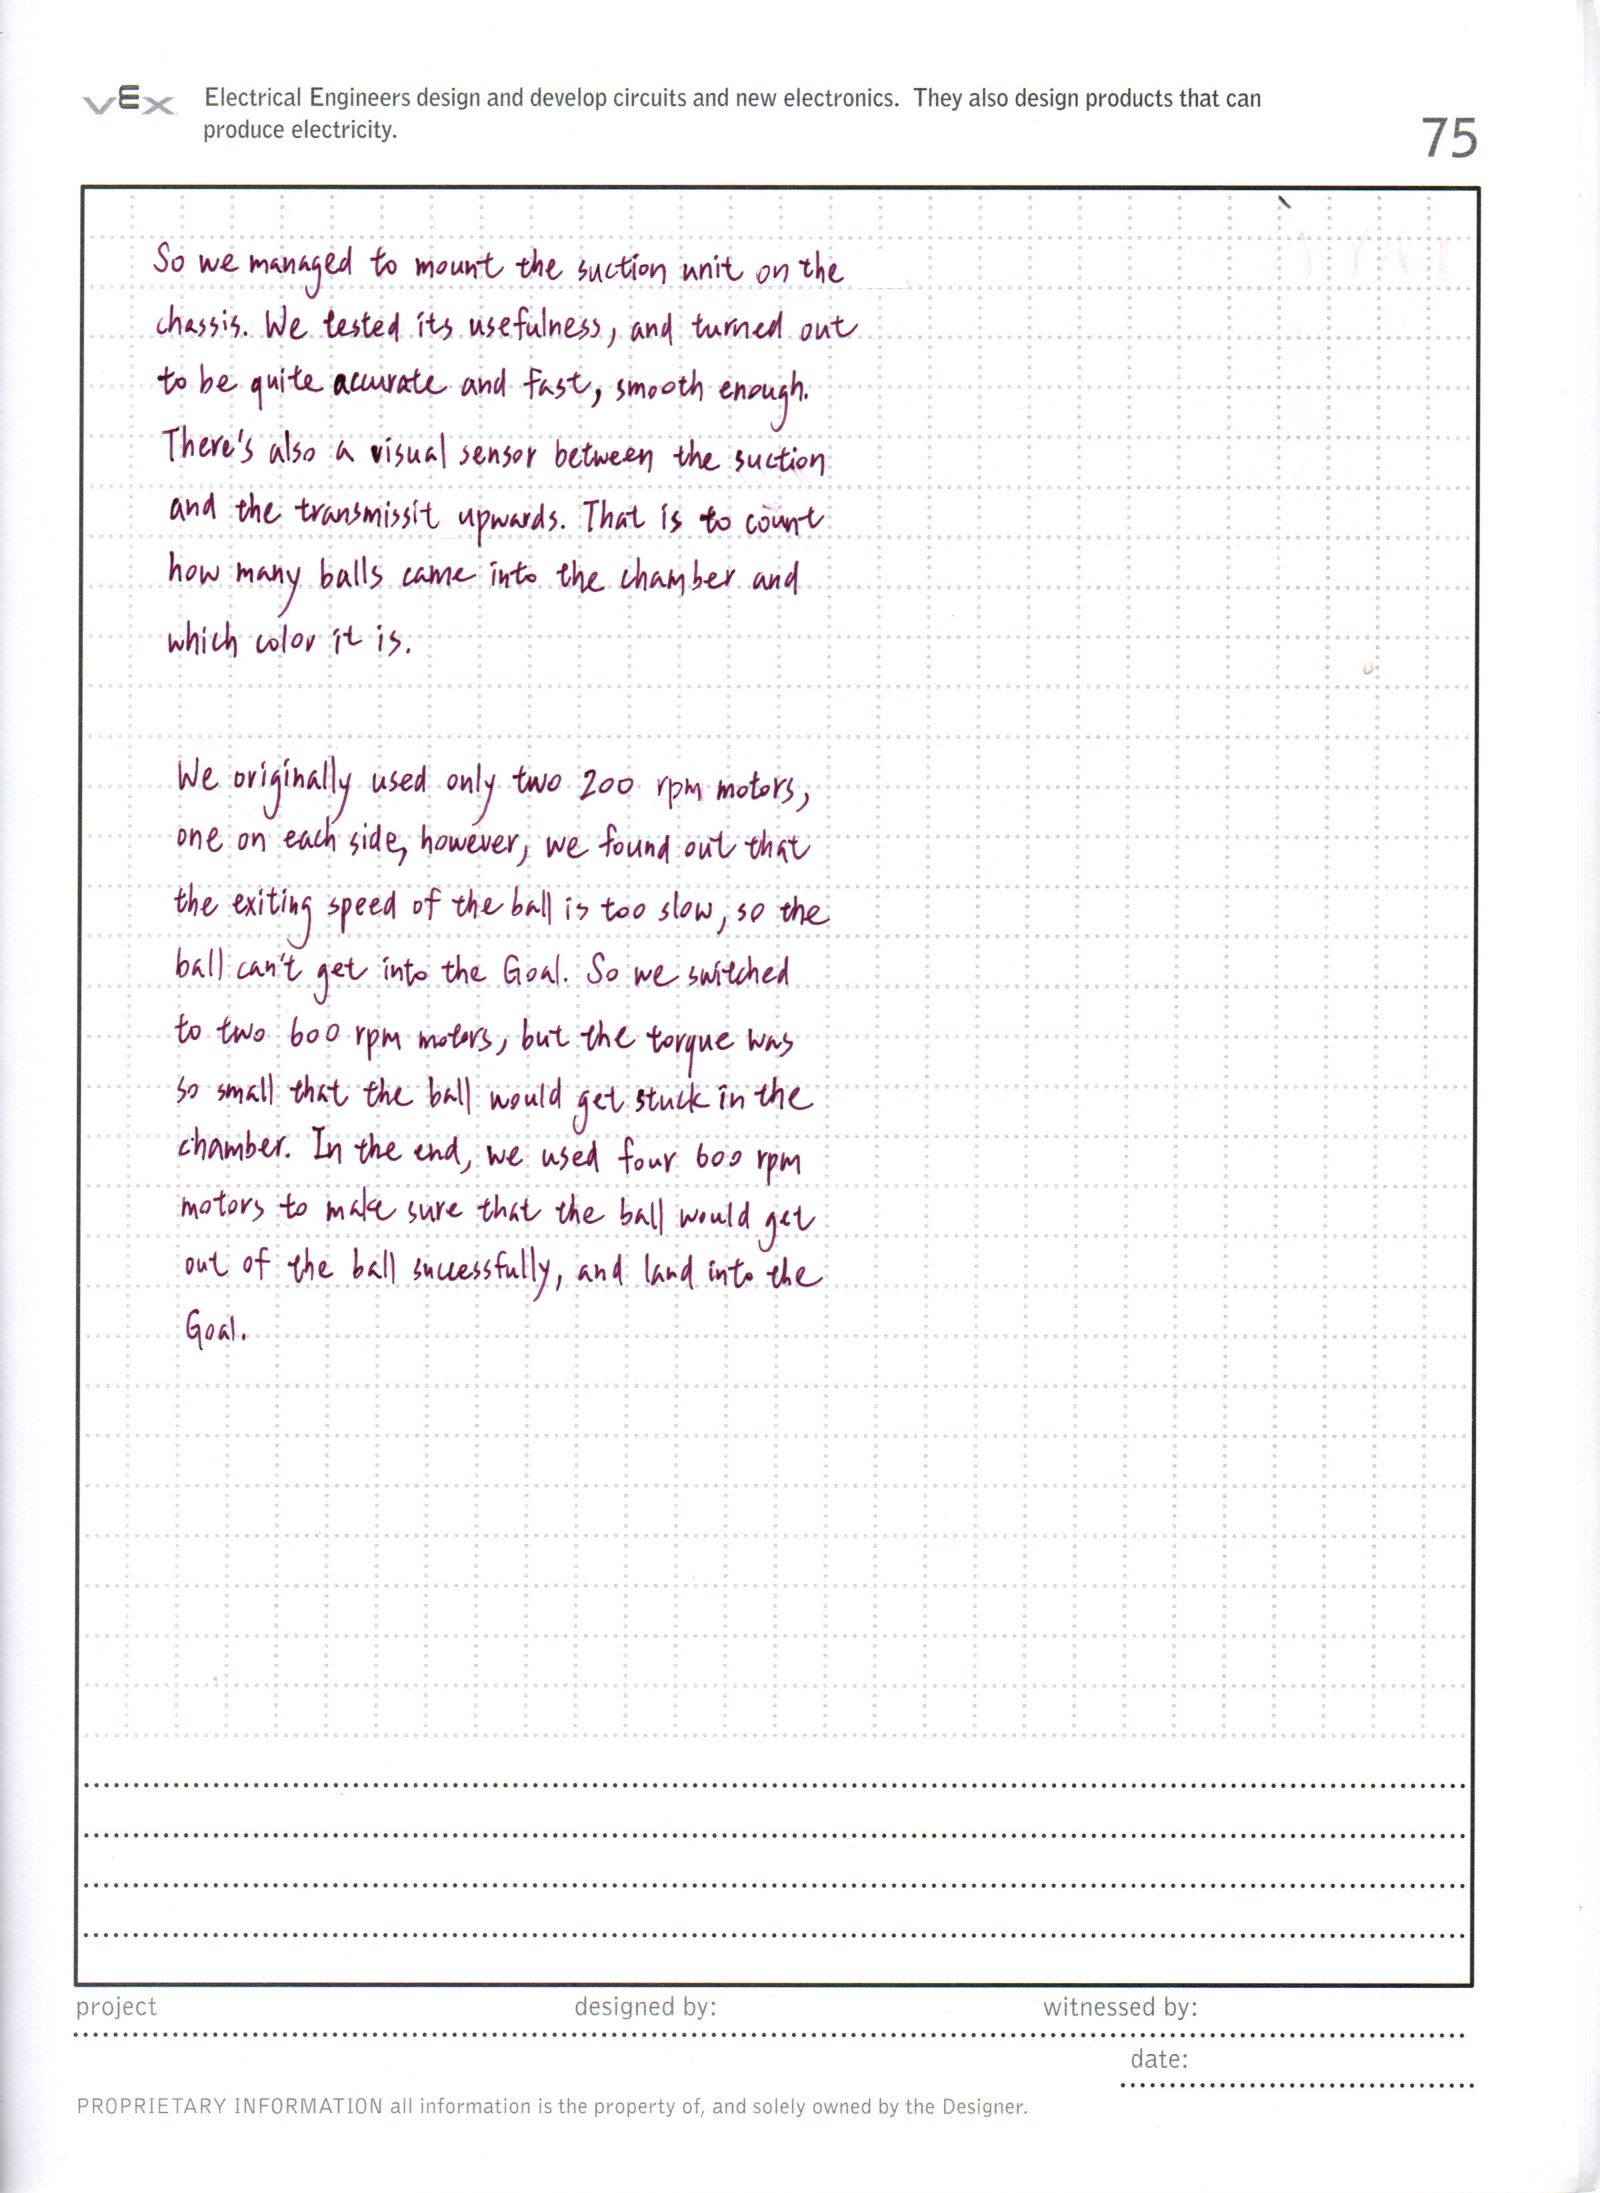 VEX
Electrical Engineers design and develop circuits and new electronics. They also design products that can
produce electricity.
75
So we managed to mount the suction unit on the
chassis. We tested its usefulness, and turned out
to be quite accurate and fast, smooth enough.
There's also a visual sensor between the suction
and the transmissit upwards. That is to count
how many balls came into the chamber and
which color it is.
We originally used only two 200 rpm motors,
one on each side, however, we found out that
the exiting speed of the ball is too slow, so the
ball can't get into the Goal. So we switched
to two 600 rpm motors, but the torque was
so small that the ball would get stuck in the
chamber. In the end, we used four 600 rpm
motors to make sure that the ball would get
out of the ball successfully, and land into the
Goal.
project designed by: witnessed by:
date:
PROPRIETARY INFORMATION all information is the property of, and solely owned by the Designer.